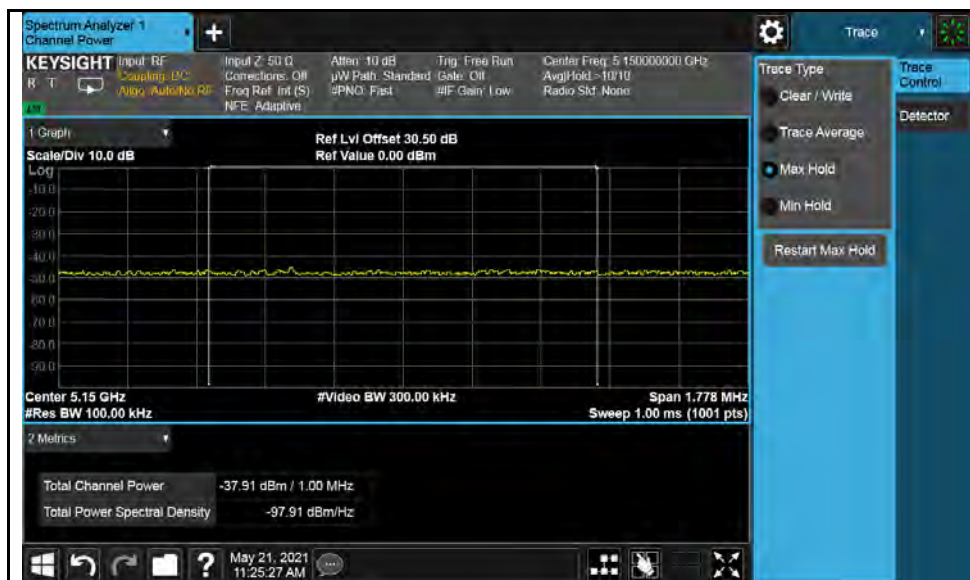 Spectrum Analyzer 1
Channel Power
Trace
KEYSIGHT
R T
Input: RF
Coupling: DC
Align: Auto/No RF
Input Z: 50 Ω
Corrections: Off
Freq Ref: Int (S)
NFE: Adaptive
Atten: 10 dB
µW Path: Standard
#PNO: Fast
Trig: Free Run
Gate: Off
#IF Gain: Low
Center Freq: 5.150000000 GHz
Avg|Hold:>10/10
Radio Std: None
1 Graph
Scale/Div 10.0 dB
Ref Lvl Offset 30.50 dB
Ref Value 0.00 dBm
Log
-10.0
-20.0
-30.0
-40.0
-50.0
-60.0
-70.0
-80.0
-90.0
Center 5.15 GHz
#Res BW 100.00 kHz
#Video BW 300.00 kHz
Span 1.778 MHz
Sweep 1.00 ms (1001 pts)
2 Metrics
Total Channel Power -37.91 dBm / 1.00 MHz
Total Power Spectral Density -97.91 dBm/Hz
May 21, 2021
11:25:27 AM
Trace Type
Clear / Write
Trace Average
Max Hold
Min Hold
Restart Max Hold
Trace
Control
Detector